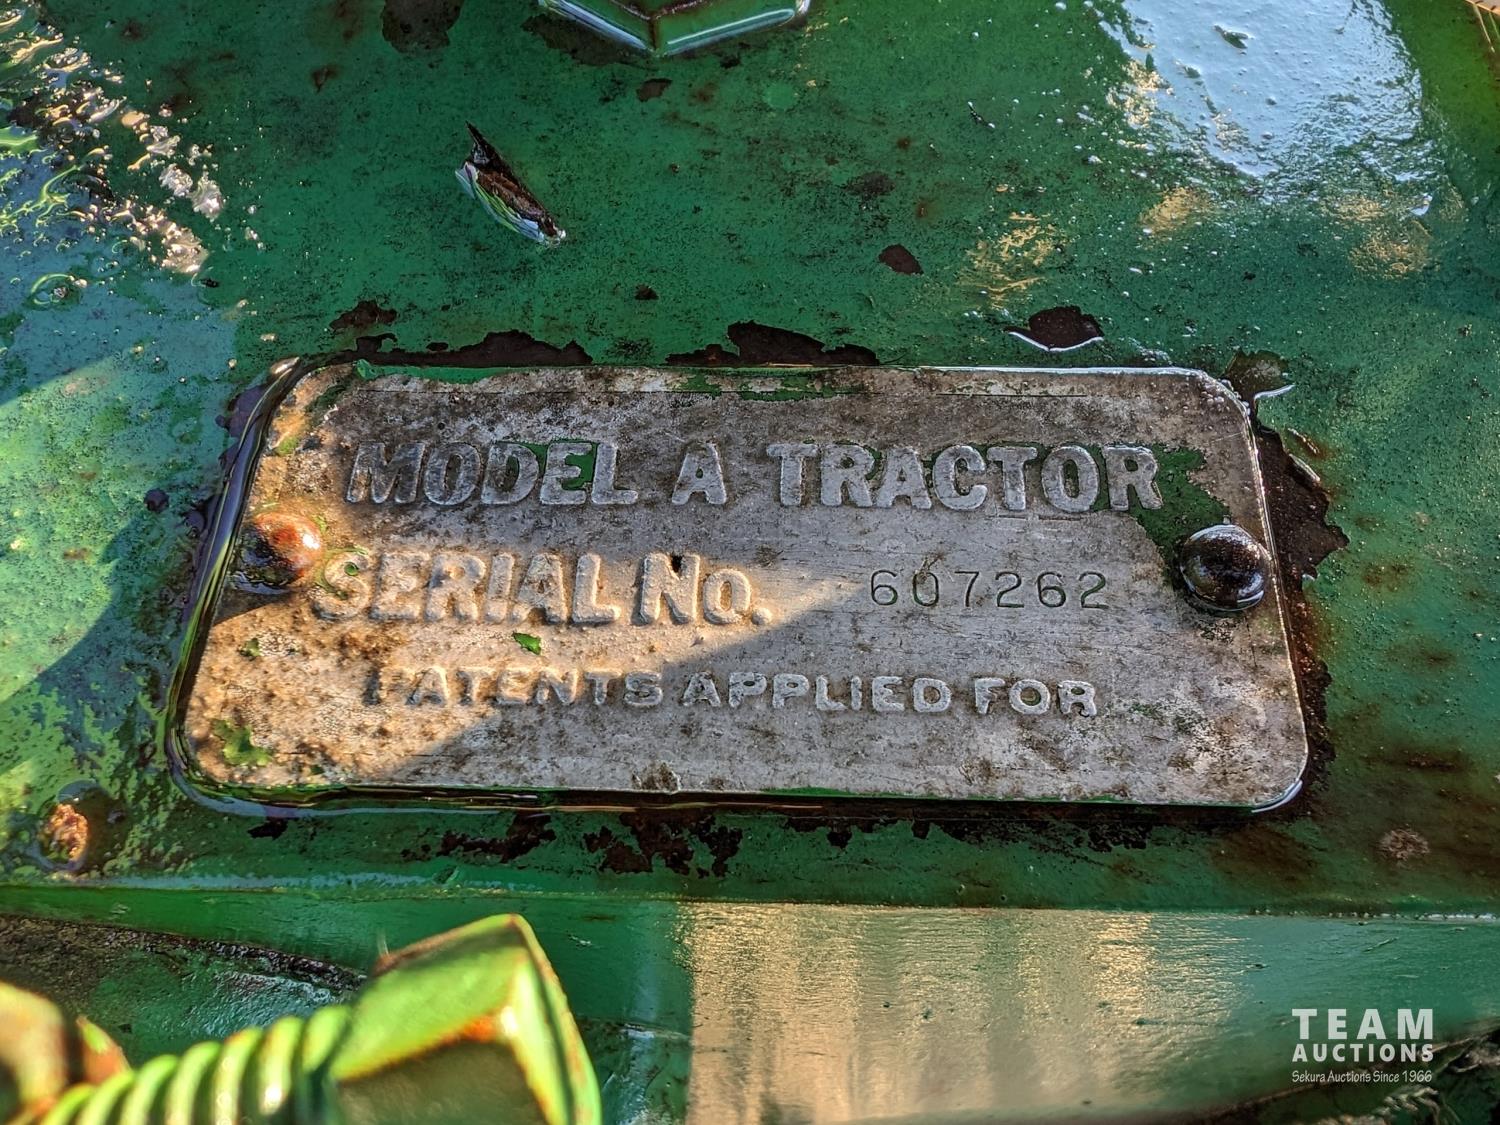 MODEL A TRACTOR
SERIAL No. 607262
PATENTS APPLIED FOR
TEAM
AUCTIONS
Sekura Auctions Since 1966